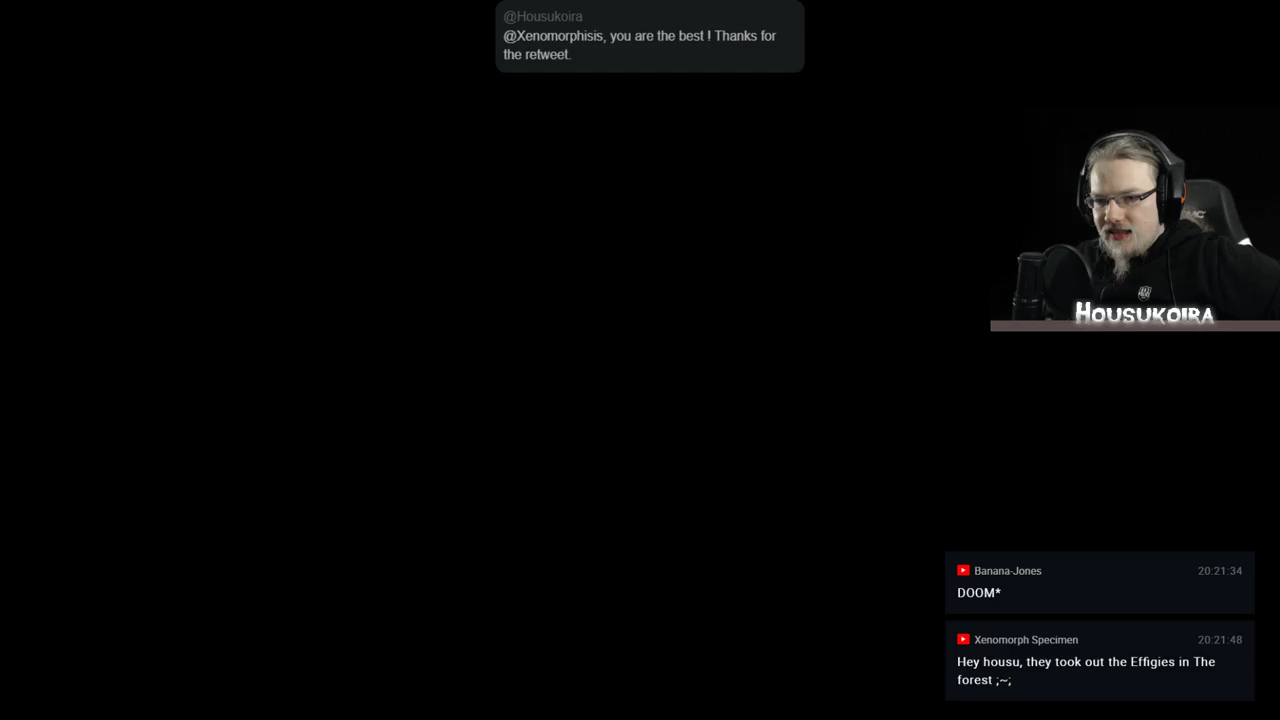 @Housukoira
@Xenomorphisis, you are the best ! Thanks for
the retweet.
HOUSUKOIRA
Banana-Jones 20:21:34
DOOM*
Xenomorph Specimen 20:21:48
Hey housu, they took out the Effigies in The
forest ;~;